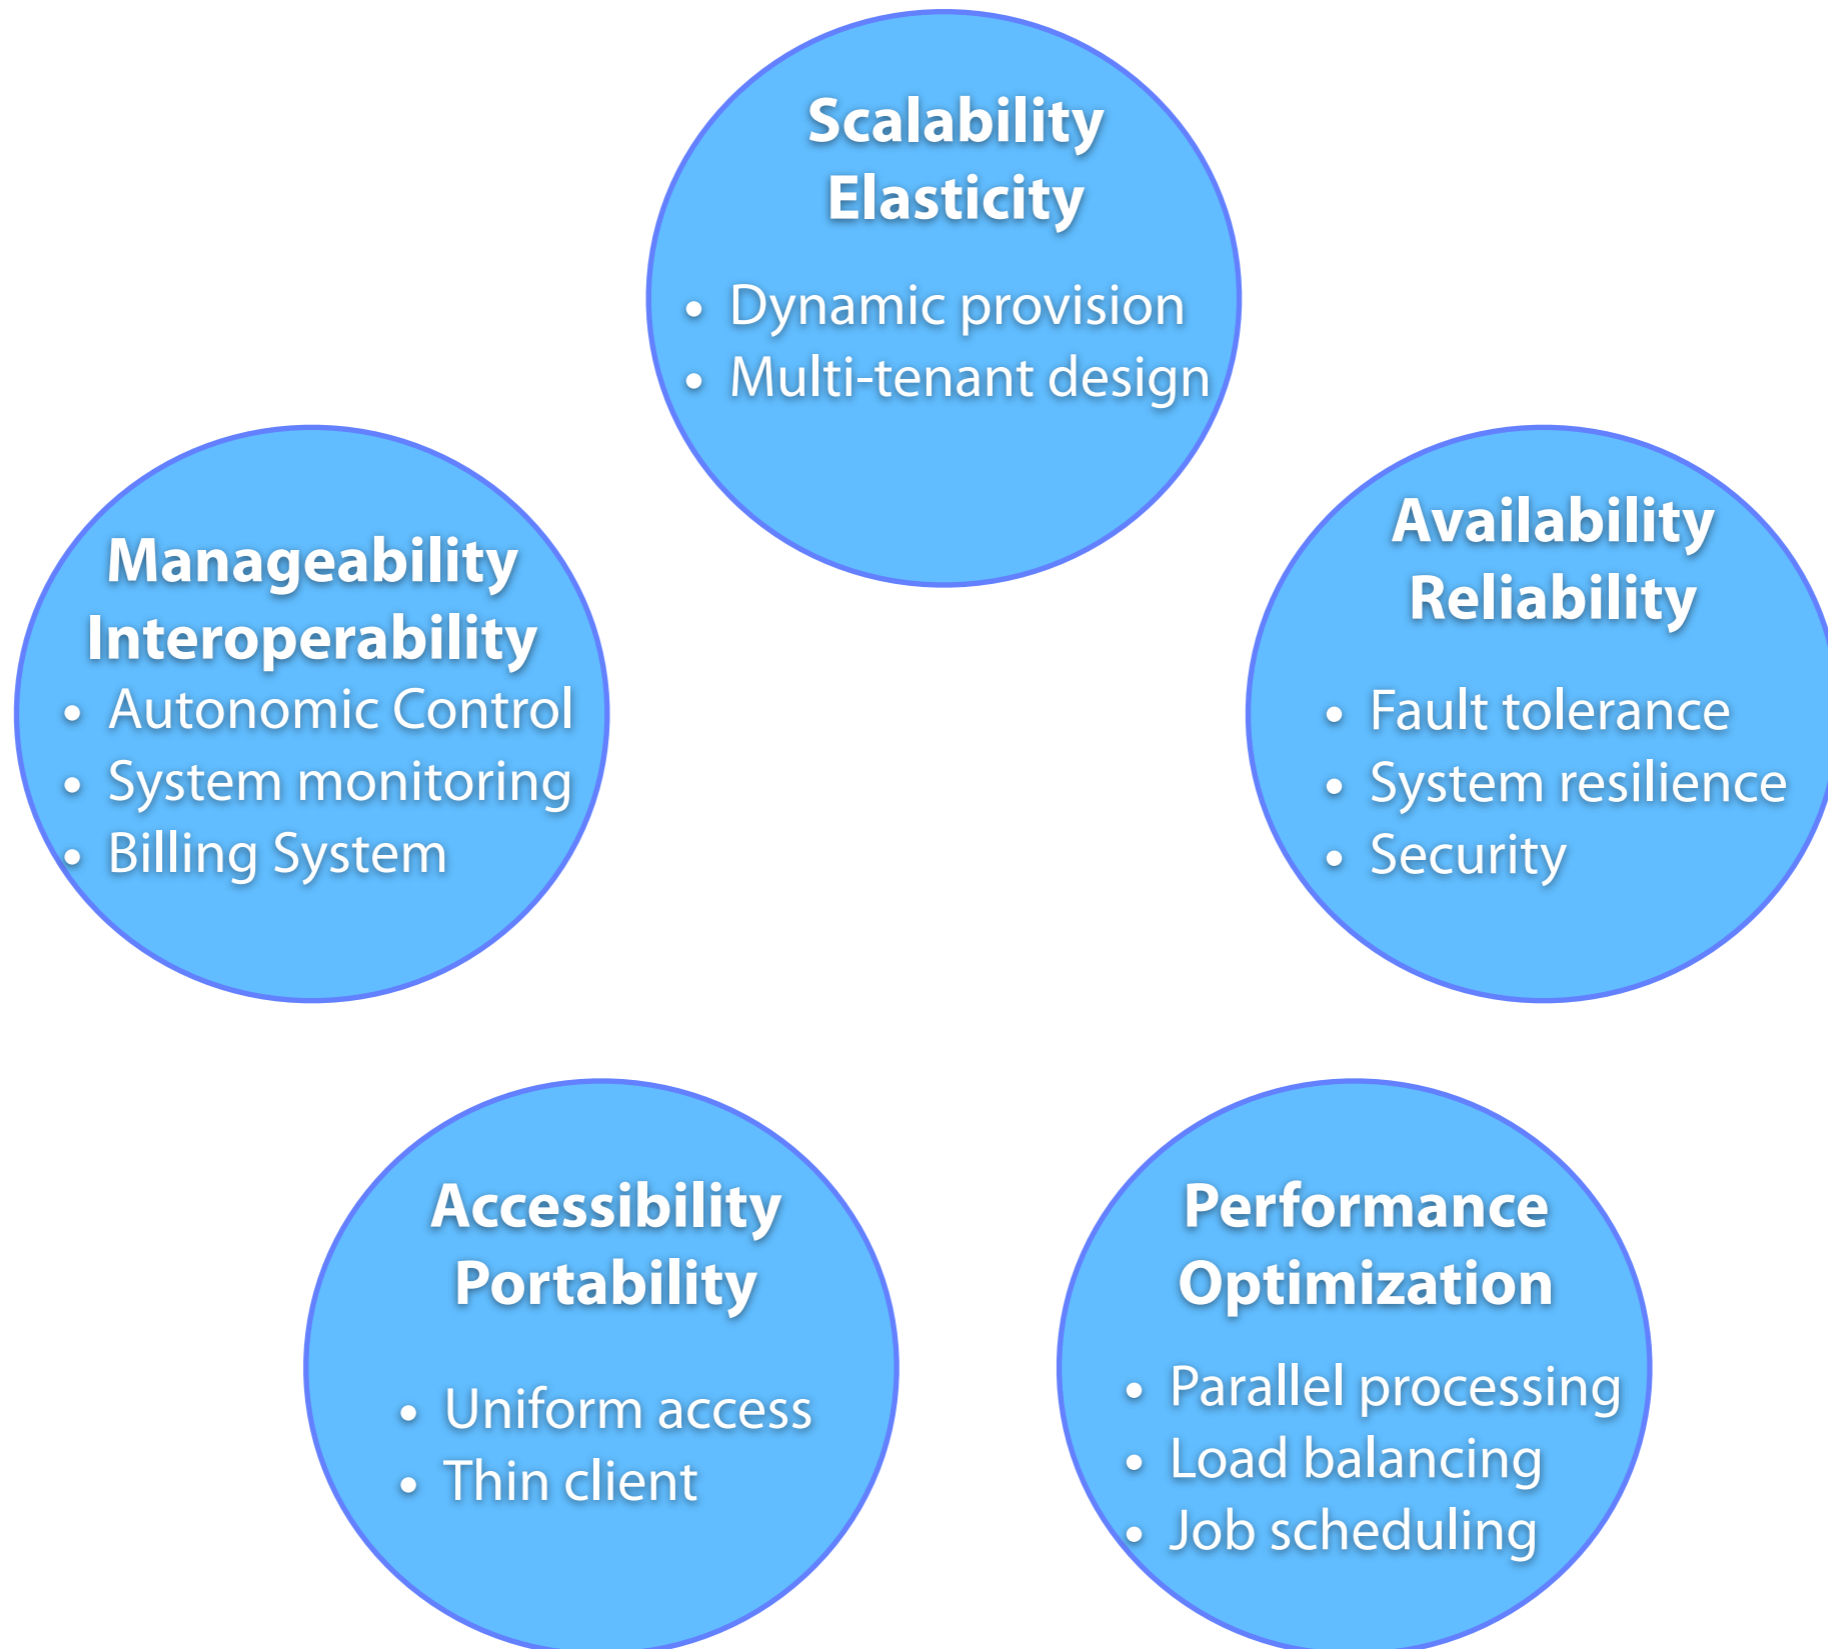 Scalability
Elasticity
• Dynamic provision
• Multi-tenant design
Manageability
Interoperability
• Autonomic Control
• System monitoring
• Billing System
Availability
Reliability
• Fault tolerance
• System resilience
• Security
Accessibility
Portability
• Uniform access
• Thin client
Performance
Optimization
• Parallel processing
• Load balancing
• Job scheduling